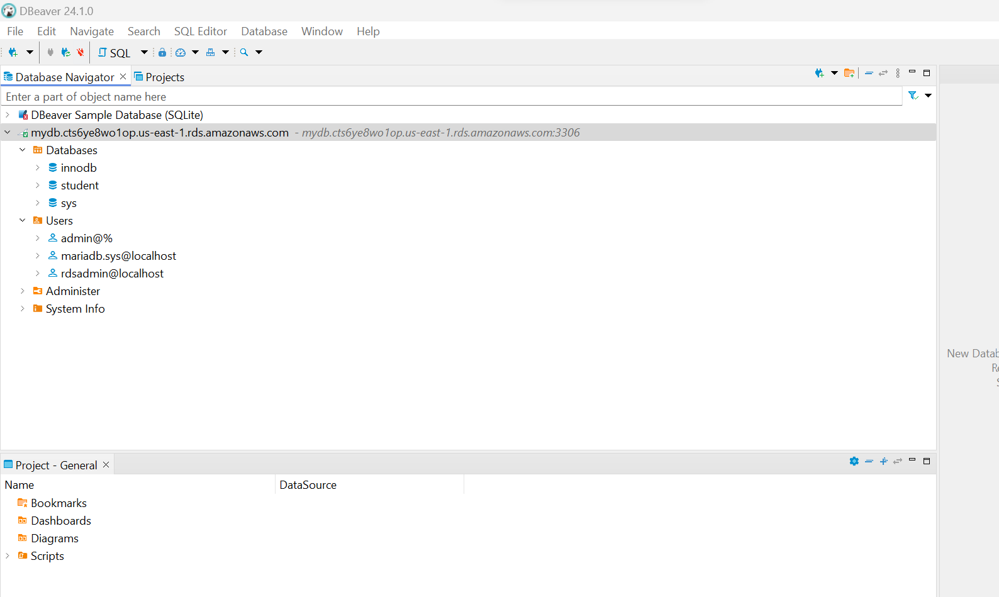 DBeaver 24.1.0
File Edit Navigate Search SQL Editor Database Window Help
SQL
Database Navigator Projects
Enter a part of object name here
DBeaver Sample Database (SQLite)
mydb.cts6ye8wo1op.us-east-1.rds.amazonaws.com - mydb.cts6ye8wo1op.us-east-1.rds.amazonaws.com:3306
Databases
innodb
student
sys
Users
admin@%
mariadb.sys@localhost
rdsadmin@localhost
Administer
System Info
New Datab
Re
S
Project - General
Name DataSource
Bookmarks
Dashboards
Diagrams
Scripts